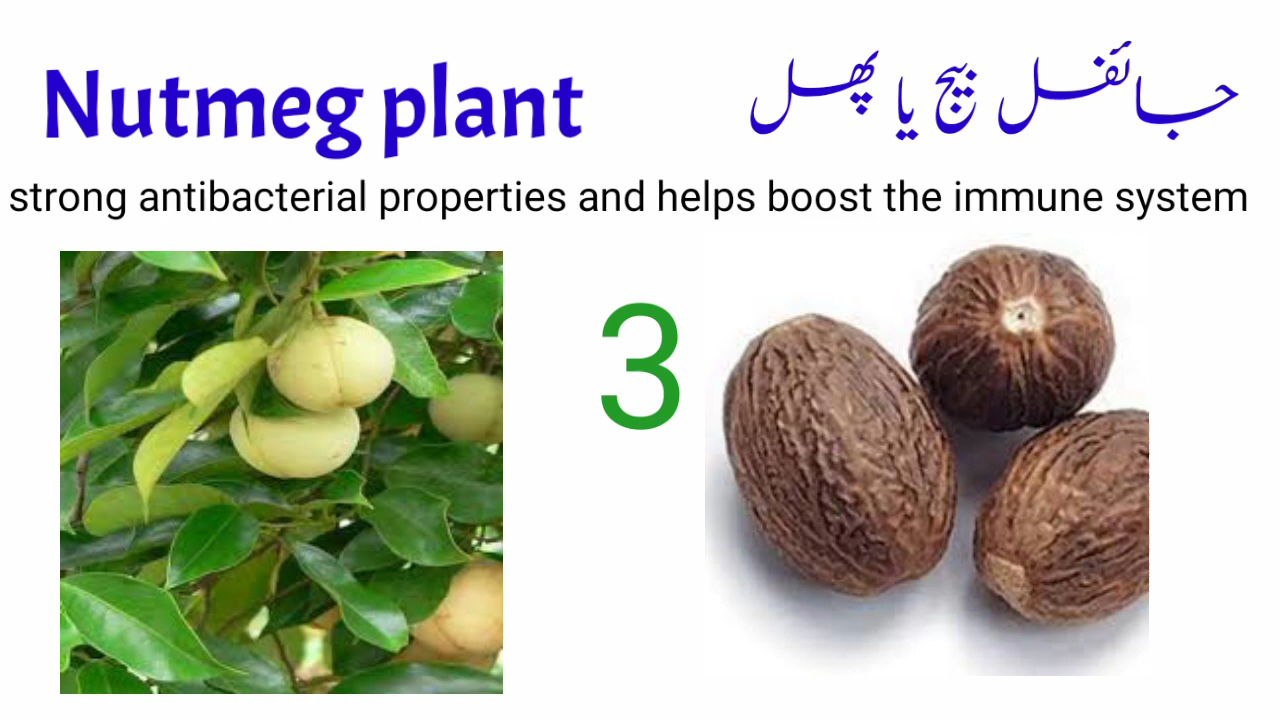 Nutmeg plant
جائفل بیج یا پھل
strong antibacterial properties and helps boost the immune system
3